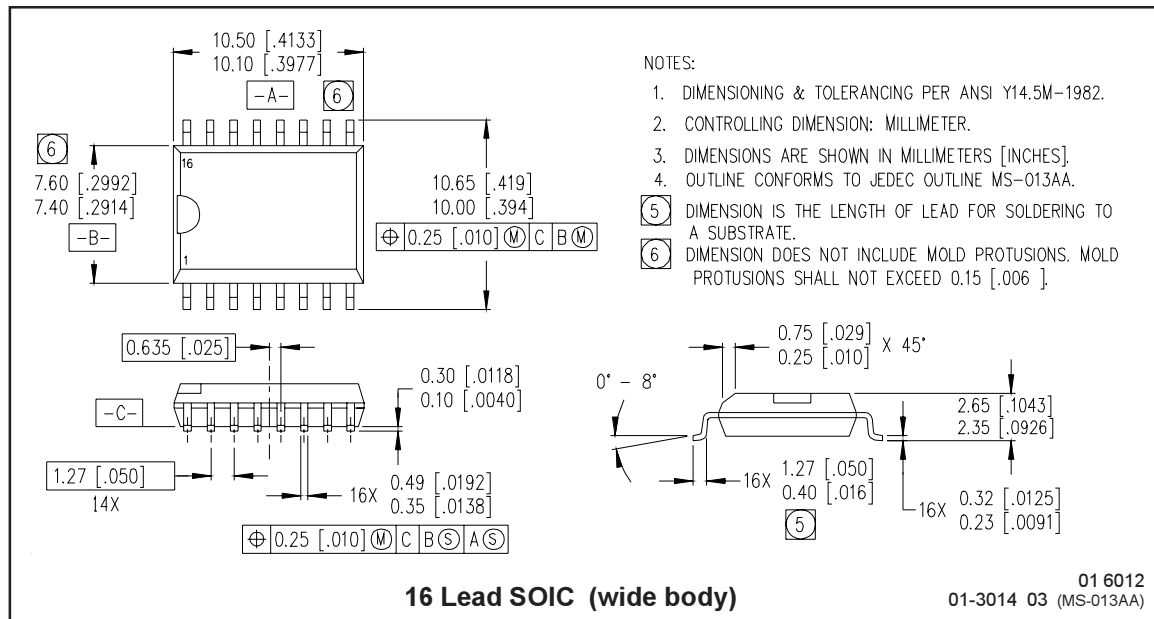 10.50 [.4133]
10.10 [.3977]
-A-
6
6
7.60 [.2992]
7.40 [.2914]
-B-
16
1
10.65 [.419]
10.00 [.394]
⌖ 0.25 [.010] Ⓜ C B Ⓜ
NOTES:
1. DIMENSIONING & TOLERANCING PER ANSI Y14.5M-1982.
2. CONTROLLING DIMENSION: MILLIMETER.
3. DIMENSIONS ARE SHOWN IN MILLIMETERS [INCHES].
4. OUTLINE CONFORMS TO JEDEC OUTLINE MS-013AA.
5 DIMENSION IS THE LENGTH OF LEAD FOR SOLDERING TO
A SUBSTRATE.
6 DIMENSION DOES NOT INCLUDE MOLD PROTUSIONS. MOLD
PROTUSIONS SHALL NOT EXCEED 0.15 [.006 ].
0.635 [.025]
-C-
0.30 [.0118]
0.10 [.0040]
1.27 [.050]
14X
16X 0.49 [.0192]
0.35 [.0138]
⌖ 0.25 [.010] Ⓜ C B Ⓢ A Ⓢ
0.75 [.029]
0.25 [.010]
X 45°
0° - 8°
2.65 [.1043]
2.35 [.0926]
16X 1.27 [.050]
0.40 [.016]
5
16X 0.32 [.0125]
0.23 [.0091]
16 Lead SOIC (wide body)
01 6012
01-3014 03 (MS-013AA)